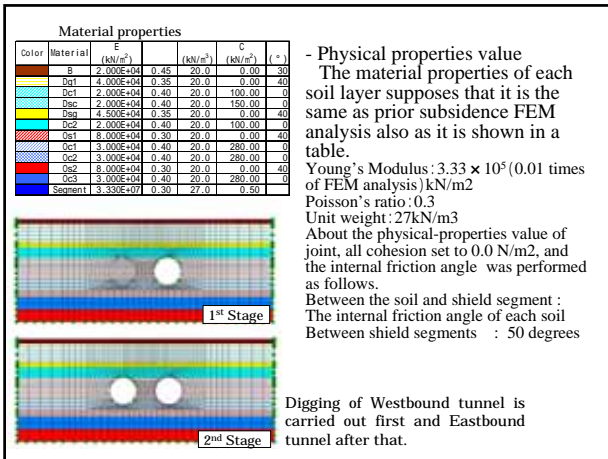 Material properties
Color Material E (kN/m²) (kN/m³) C (kN/m²) (°)
B 2.000E+04 0.45 20.0 0.00 30
Dg1 4.000E+04 0.35 20.0 0.00 40
Dc1 2.000E+04 0.40 20.0 100.00 0
Dsc 2.000E+04 0.40 20.0 150.00 0
Dsg 4.500E+04 0.35 20.0 0.00 40
Dc2 2.000E+04 0.40 20.0 100.00 0
Os1 8.000E+04 0.30 20.0 0.00 40
Oc1 3.000E+04 0.40 20.0 280.00 0
Oc2 3.000E+04 0.40 20.0 280.00 0
Os2 8.000E+04 0.30 20.0 0.00 40
Oc3 3.000E+04 0.40 20.0 280.00 0
Segment 3.330E+07 0.30 27.0 0.50
- Physical properties value
The material properties of each
soil layer supposes that it is the
same as prior subsidence FEM
analysis also as it is shown in a
table.
Young's Modulus：3.33 × 10⁵(0.01 times
of FEM analysis)kN/m2
Poisson's ratio：0.3
Unit weight：27kN/m3
About the physical-properties value of
joint, all cohesion set to 0.0 N/m2, and
the internal friction angle was performed
as follows.
Between the soil and shield segment :
The internal friction angle of each soil
Between shield segments : 50 degrees
1st Stage
2nd Stage
Digging of Westbound tunnel is
carried out first and Eastbound
tunnel after that.